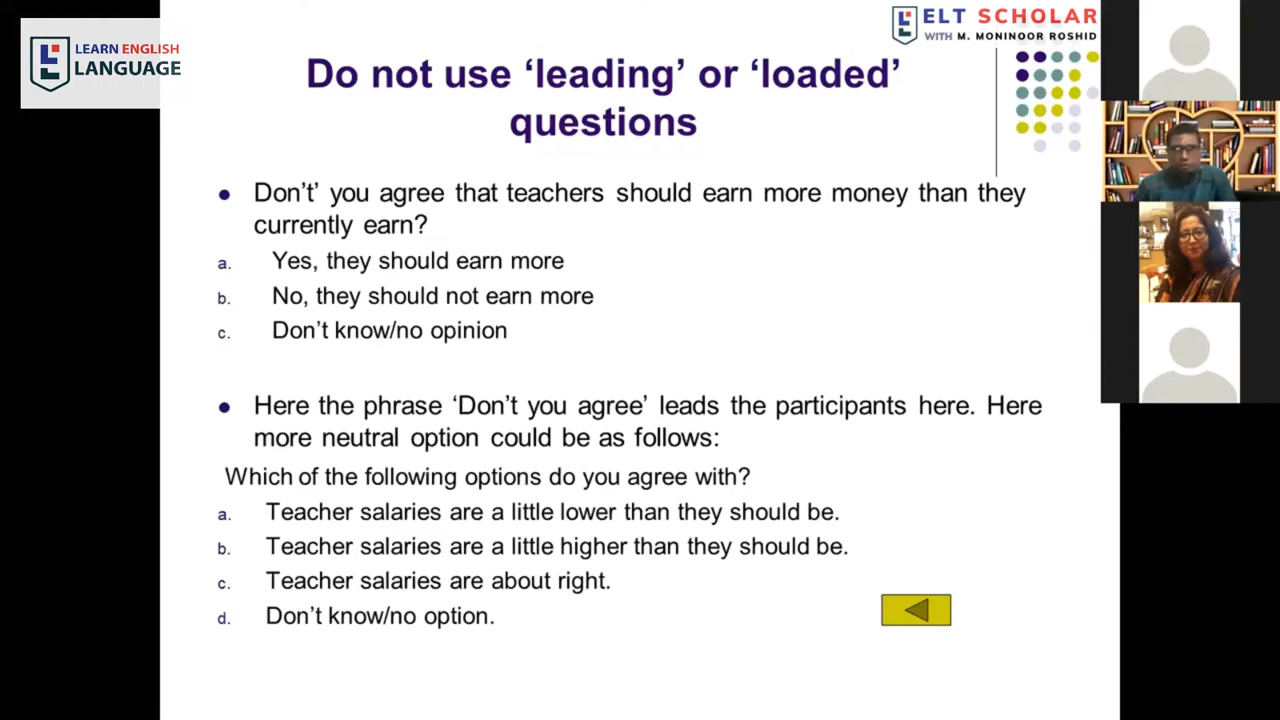 LEARN ENGLISH
LANGUAGE
ELT SCHOLAR
WITH M. MONINOOR ROSHID
Do not use ‘leading’ or ‘loaded’
questions
Don’t’ you agree that teachers should earn more money than they
currently earn?
a. Yes, they should earn more
b. No, they should not earn more
c. Don’t know/no opinion
Here the phrase ‘Don’t you agree’ leads the participants here. Here
more neutral option could be as follows:
Which of the following options do you agree with?
a. Teacher salaries are a little lower than they should be.
b. Teacher salaries are a little higher than they should be.
c. Teacher salaries are about right.
d. Don’t know/no option.